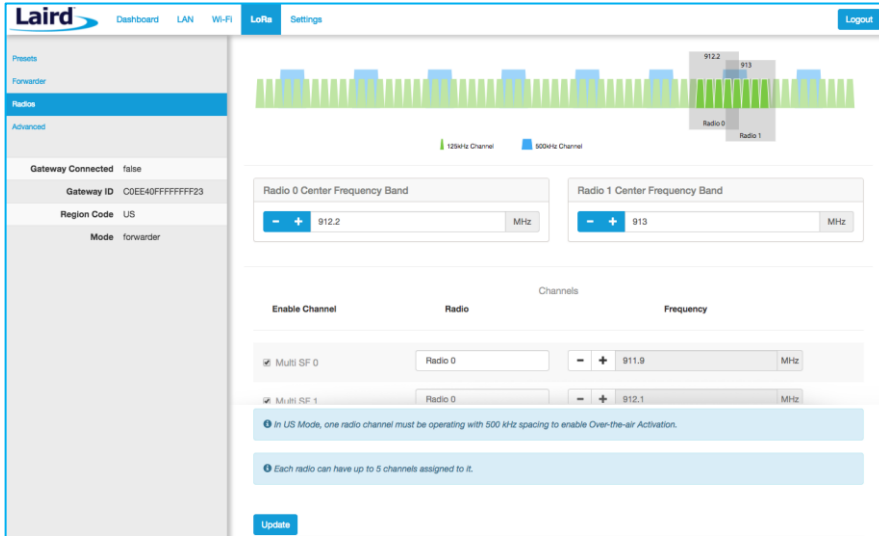 Laird
Dashboard LAN Wi-Fi LoRa Settings Logout
Presets
Forwarder
Radios
Advanced
Gateway Connected false
Gateway ID C0EE40FFFFFFFF23
Region Code US
Mode forwarder
912.2
913
Radio 0
Radio 1
125kHz Channel 500kHz Channel
Radio 0 Center Frequency Band Radio 1 Center Frequency Band
- + 912.2 MHz - + 913 MHz
Channels
Enable Channel Radio Frequency
Multi SF 0 Radio 0 - + 911.9 MHz
Multi SF 1 Radio 0 - + 912.1 MHz
In US Mode, one radio channel must be operating with 500 kHz spacing to enable Over-the-air Activation.
Each radio can have up to 5 channels assigned to it.
Update